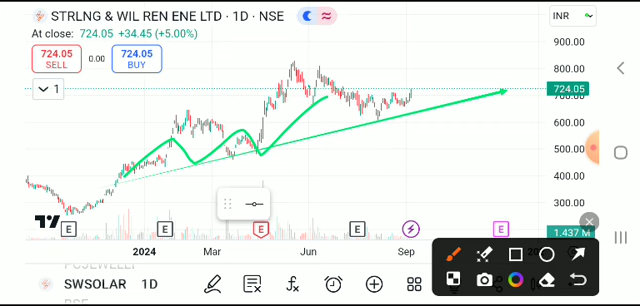 STRLNG & WIL REN ENE LTD · 1D · NSE
INR
At close: 724.05 +34.45 (+5.00%)
724.05
SELL
0.00
724.05
BUY
1
900.00
800.00
724.05
700.00
600.00
500.00
400.00
300.00
1.437 M
E
E
E
E
E
2024
Mar
Jun
Sep
SWSOLAR 1D